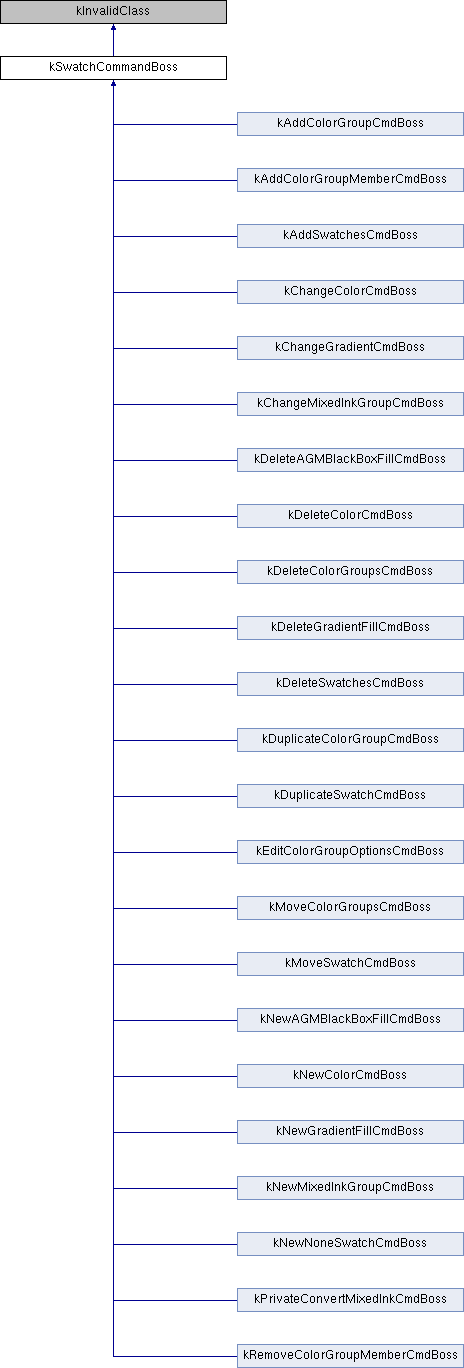 kInvalidClass
kSwatchCommandBoss
kAddColorGroupCmdBoss
kAddColorGroupMemberCmdBoss
kAddSwatchesCmdBoss
kChangeColorCmdBoss
kChangeGradientCmdBoss
kChangeMixedInkGroupCmdBoss
kDeleteAGMBlackBoxFillCmdBoss
kDeleteColorCmdBoss
kDeleteColorGroupsCmdBoss
kDeleteGradientFillCmdBoss
kDeleteSwatchesCmdBoss
kDuplicateColorGroupCmdBoss
kDuplicateSwatchCmdBoss
kEditColorGroupOptionsCmdBoss
kMoveColorGroupsCmdBoss
kMoveSwatchCmdBoss
kNewAGMBlackBoxFillCmdBoss
kNewColorCmdBoss
kNewGradientFillCmdBoss
kNewMixedInkGroupCmdBoss
kNewNoneSwatchCmdBoss
kPrivateConvertMixedInkCmdBoss
kRemoveColorGroupMemberCmdBoss